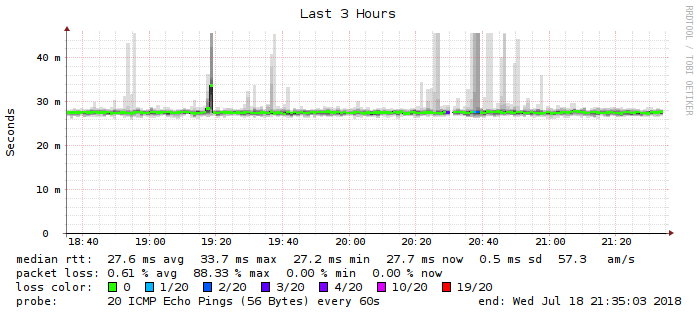 Last 3 Hours
RRDTOOL / TOBI OETIKER
Seconds
40 m
30 m
20 m
10 m
0
18:40 19:00 19:20 19:40 20:00 20:20 20:40 21:00 21:20
median rtt: 27.6 ms avg 33.7 ms max 27.2 ms min 27.7 ms now 0.5 ms sd 57.3 am/s
packet loss: 0.61 % avg 88.33 % max 0.00 % min 0.00 % now
loss color: 0 1/20 2/20 3/20 4/20 10/20 19/20
probe: 20 ICMP Echo Pings (56 Bytes) every 60s end: Wed Jul 18 21:35:03 2018